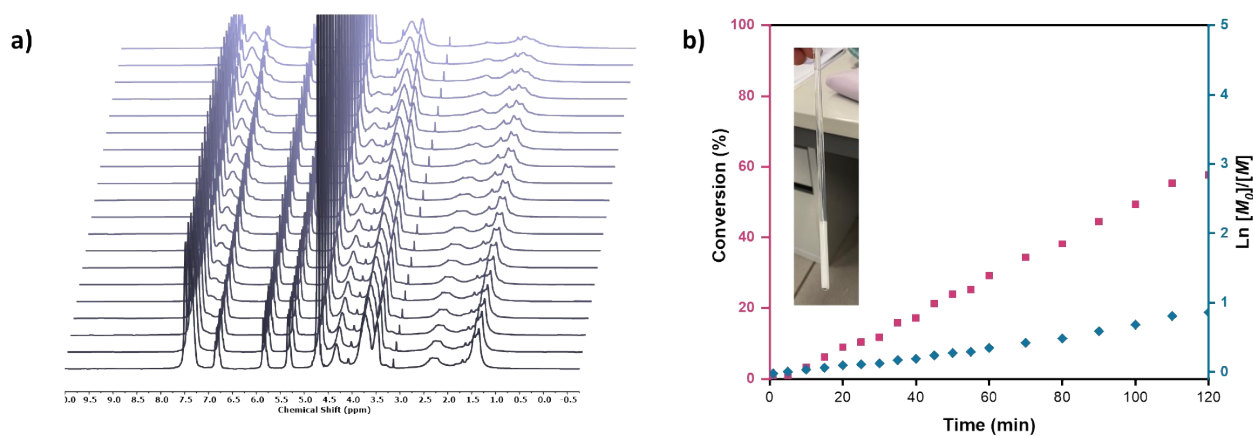 a)
.0.0 9.5 9.0 8.5 8.0 7.5 7.0 6.5 6.0 5.5 5.0 4.5 4.0 3.5 3.0 2.5 2.0 1.5 1.0 0.5 0.0 -0.5
Chemical Shift (ppm)
b)
100
80
60
40
20
0
Conversion (%)
5
4
3
2
1
0
Ln [M₀]/[M]
0 20 40 60 80 100 120
Time (min)